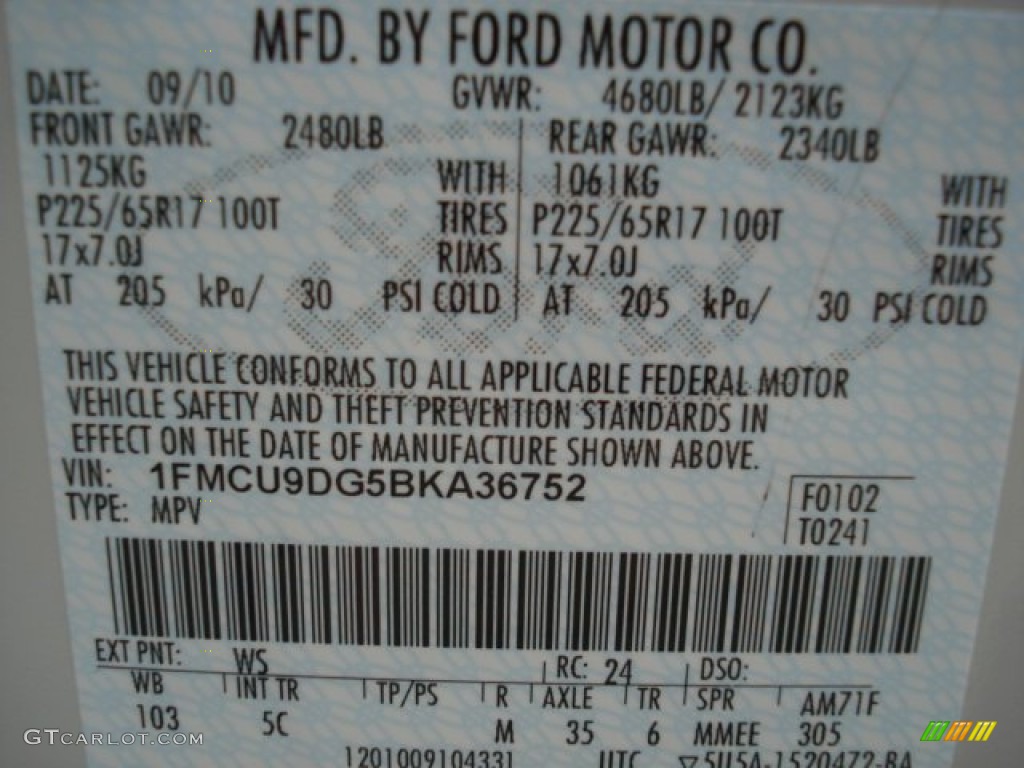 MFD. BY FORD MOTOR CO.
DATE: 09/10 GVWR: 4680LB/ 2123KG
FRONT GAWR: 2480LB REAR GAWR: 2340LB
1125KG WITH 1061KG WITH
P225/65R17 100T TIRES P225/65R17 100T TIRES
17x7.0J RIMS 17x7.0J RIMS
AT 205 kPa/ 30 PSI COLD AT 205 kPa/ 30 PSI COLD
THIS VEHICLE CONFORMS TO ALL APPLICABLE FEDERAL MOTOR
VEHICLE SAFETY AND THEFT PREVENTION STANDARDS IN
EFFECT ON THE DATE OF MANUFACTURE SHOWN ABOVE.
VIN: 1FMCU9DG5BKA36752
TYPE: MPV
F0102
T0241
EXT PNT: WS RC: 24 DSO:
WB INT TR TP/PS R AXLE TR SPR AM71F
103 5C M 35 6 MMEE 305
1201009104331 UTC ▽5U5A-1520472-BA
GTCARLOT.COM